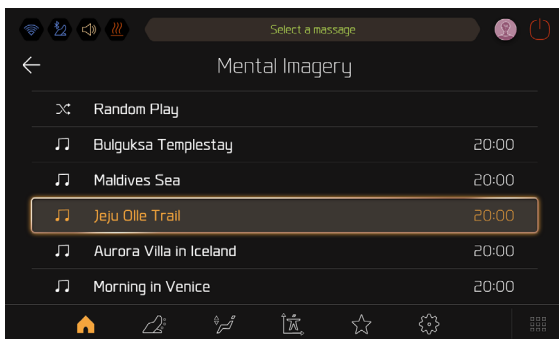 Select a massage
Mental Imagery
Random Play
Bulguksa Templestay 20:00
Maldives Sea 20:00
Jeju Olle Trail 20:00
Aurora Villa in Iceland 20:00
Morning in Venice 20:00